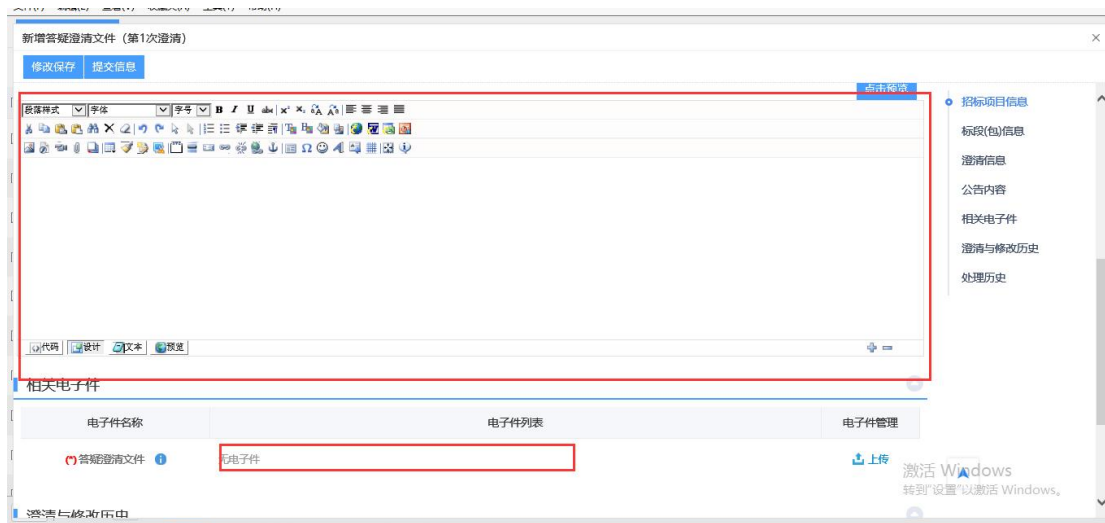 新增答疑澄清文件（第1次澄清）
×
修改保存 提交信息
点击预览
段落样式 字体 字号 B I U abc x² x₂
代码 设计 文本 预览
招标项目信息
标段(包)信息
澄清信息
公告内容
相关电子件
澄清与修改历史
处理历史
相关电子件
电子件名称 电子件列表 电子件管理
(*)答疑澄清文件 无电子件 上传
激活 Windows
转到"设置"以激活 Windows。
澄清与修改历史